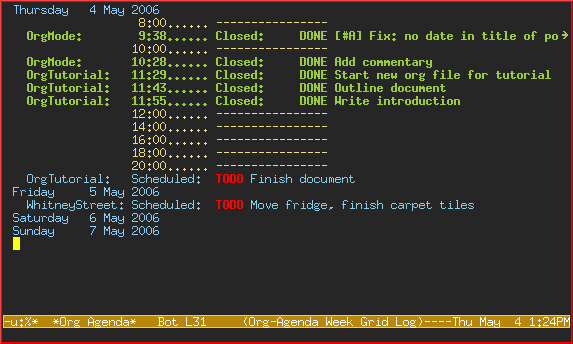 Thursday   4 May 2006
                8:00...... ----------------
  OrgMode:      9:38...... Closed:     DONE [#A] Fix: no date in title of po→
               10:00...... ----------------
  OrgMode:     10:28...... Closed:     DONE Add commentary
  OrgTutorial: 11:29...... Closed:     DONE Start new org file for tutorial
  OrgTutorial: 11:43...... Closed:     DONE Outline document
  OrgTutorial: 11:55...... Closed:     DONE Write introduction
               12:00...... ----------------
               14:00...... ----------------
               16:00...... ----------------
               18:00...... ----------------
               20:00...... ----------------
  OrgTutorial:  Scheduled:  TODO Finish document
Friday     5 May 2006
  WhitneyStreet: Scheduled:  TODO Move fridge, finish carpet tiles
Saturday   6 May 2006
Sunday     7 May 2006
-u:%*  *Org Agenda*   Bot L31     (Org-Agenda Week Grid Log)----Thu May  4 1:24PM